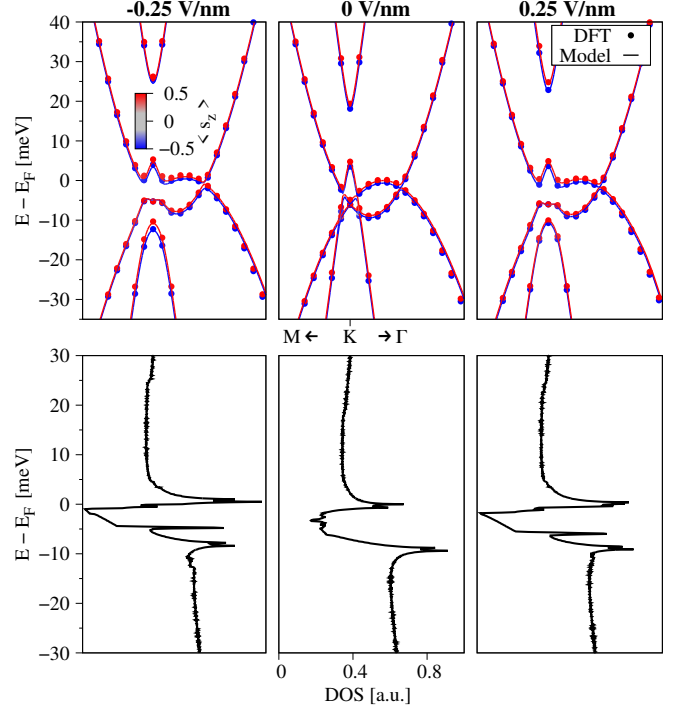 -0.25 V/nm 0 V/nm 0.25 V/nm
40
30
20
10
0
−10
−20
−30
E − E_F [meV]
0.5
0
−0.5
< s_z >
DFT
Model
M ← K → Γ
30
20
10
0
−10
−20
−30
E − E_F [meV]
0 0.4 0.8
DOS [a.u.]